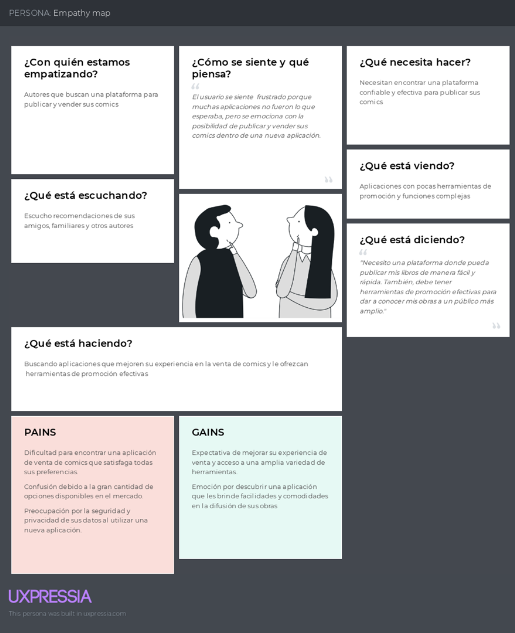 PERSONA: Empathy map
¿Con quién estamos
empatizando?
Autores que buscan una plataforma para
publicar y vender sus comics
¿Cómo se siente y qué
piensa?
El usuario se siente frustrado porque
muchas aplicaciones no fueron lo que
esperaba, pero se emociona con la
posibilidad de publicar y vender sus
comics dentro de una nueva aplicación.
¿Qué necesita hacer?
Necesitan encontrar una plataforma
confiable y efectiva para publicar sus
comics
¿Qué está viendo?
Aplicaciones con pocas herramientas de
promoción y funciones complejas
¿Qué está escuchando?
Escucho recomendaciones de sus
amigos, familiares y otros autores
¿Qué está diciendo?
"Necesito una plataforma donde pueda
publicar mis libros de manera fácil y
rápida. También, debe tener
herramientas de promoción efectivas para
dar a conocer mis obras a un público más
amplio."
¿Qué está haciendo?
Buscando aplicaciones que mejoren su experiencia en la venta de comics y le ofrezcan
herramientas de promoción efectivas
PAINS
Dificultad para encontrar una aplicación
de venta de comics que satisfaga todas
sus preferencias.
Confusión debido a la gran cantidad de
opciones disponibles en el mercado.
Preocupación por la seguridad y
privacidad de sus datos al utilizar una
nueva aplicación.
GAINS
Expectativa de mejorar su experiencia de
venta y acceso a una amplia variedad de
herramientas.
Emoción por descubrir una aplicación
que les brinde facilidades y comodidades
en la difusión de sus obras
UXPRESSIA
This persona was built in uxpressia.com